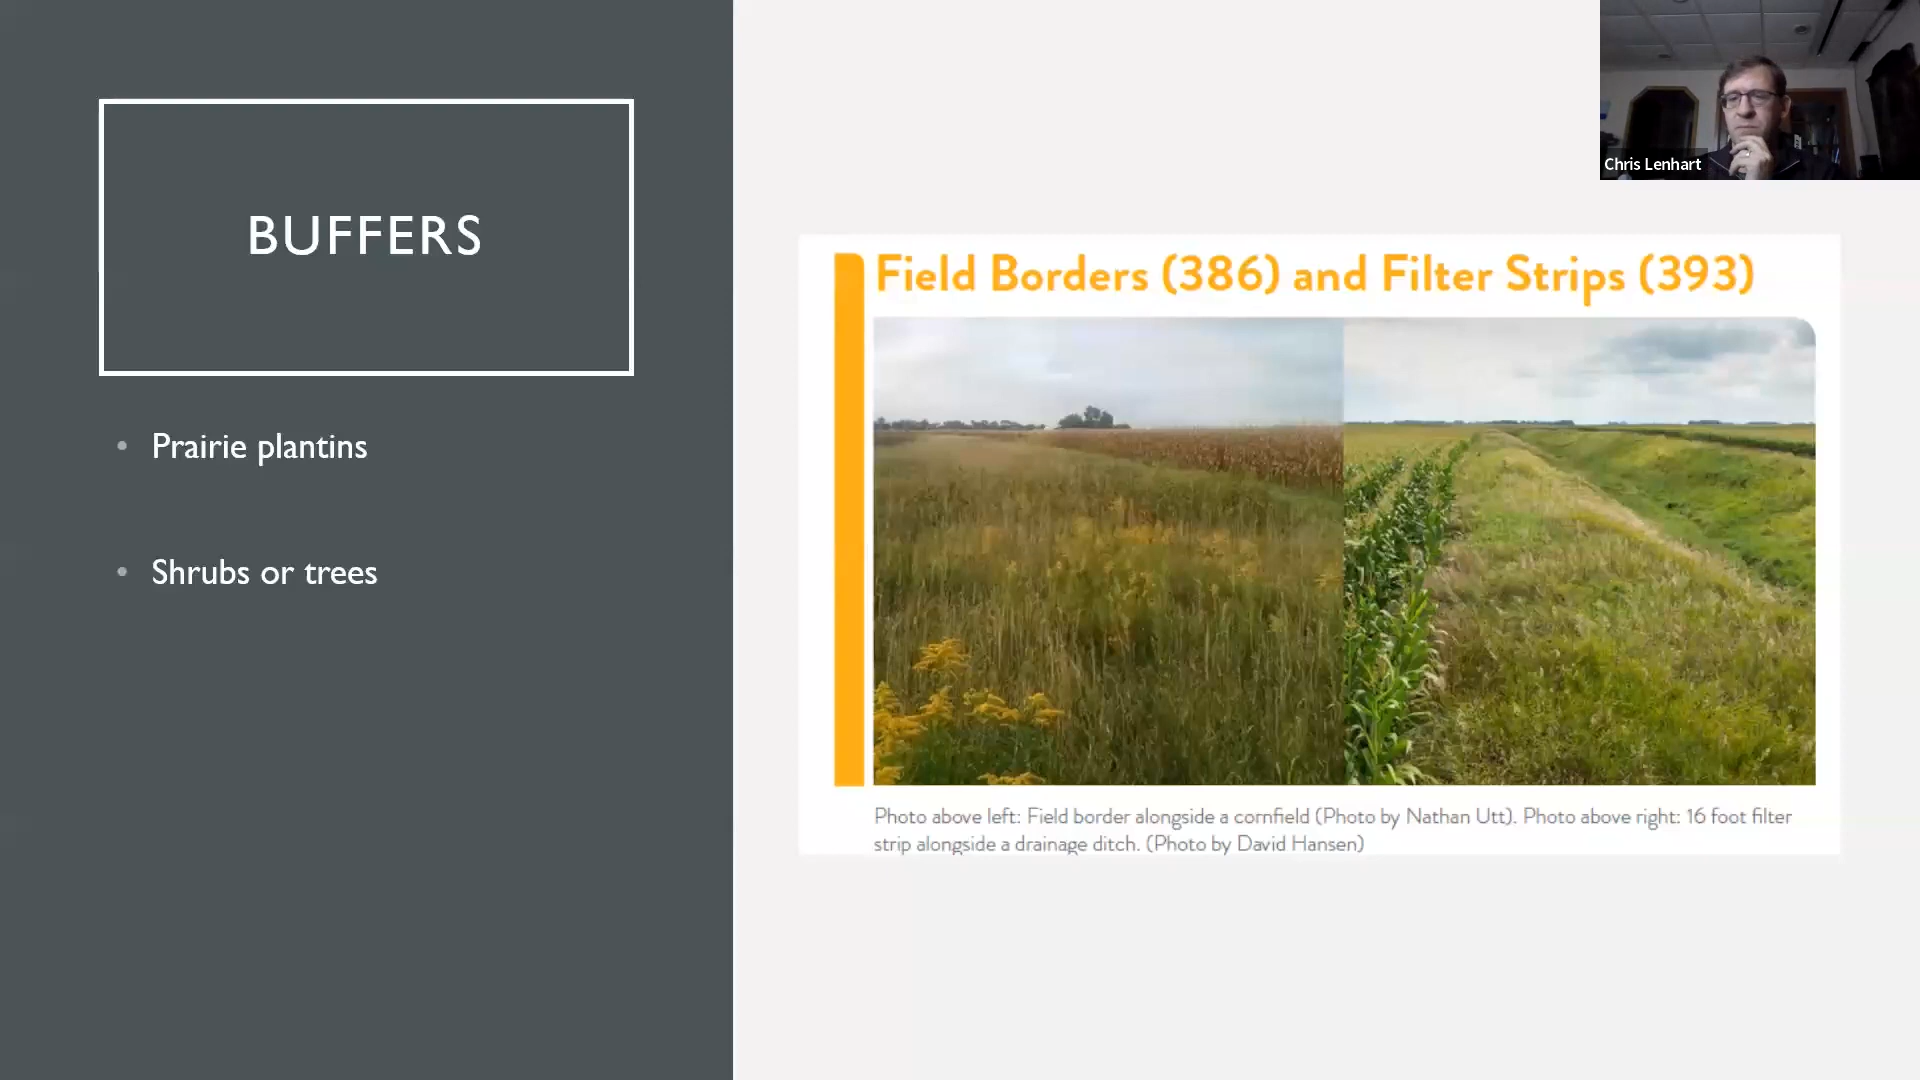 BUFFERS
Prairie plantins
Shrubs or trees
Chris Lenhart
Field Borders (386) and Filter Strips (393)
Photo above left: Field border alongside a cornfield (Photo by Nathan Utt). Photo above right: 16 foot filter
strip alongside a drainage ditch. (Photo by David Hansen)